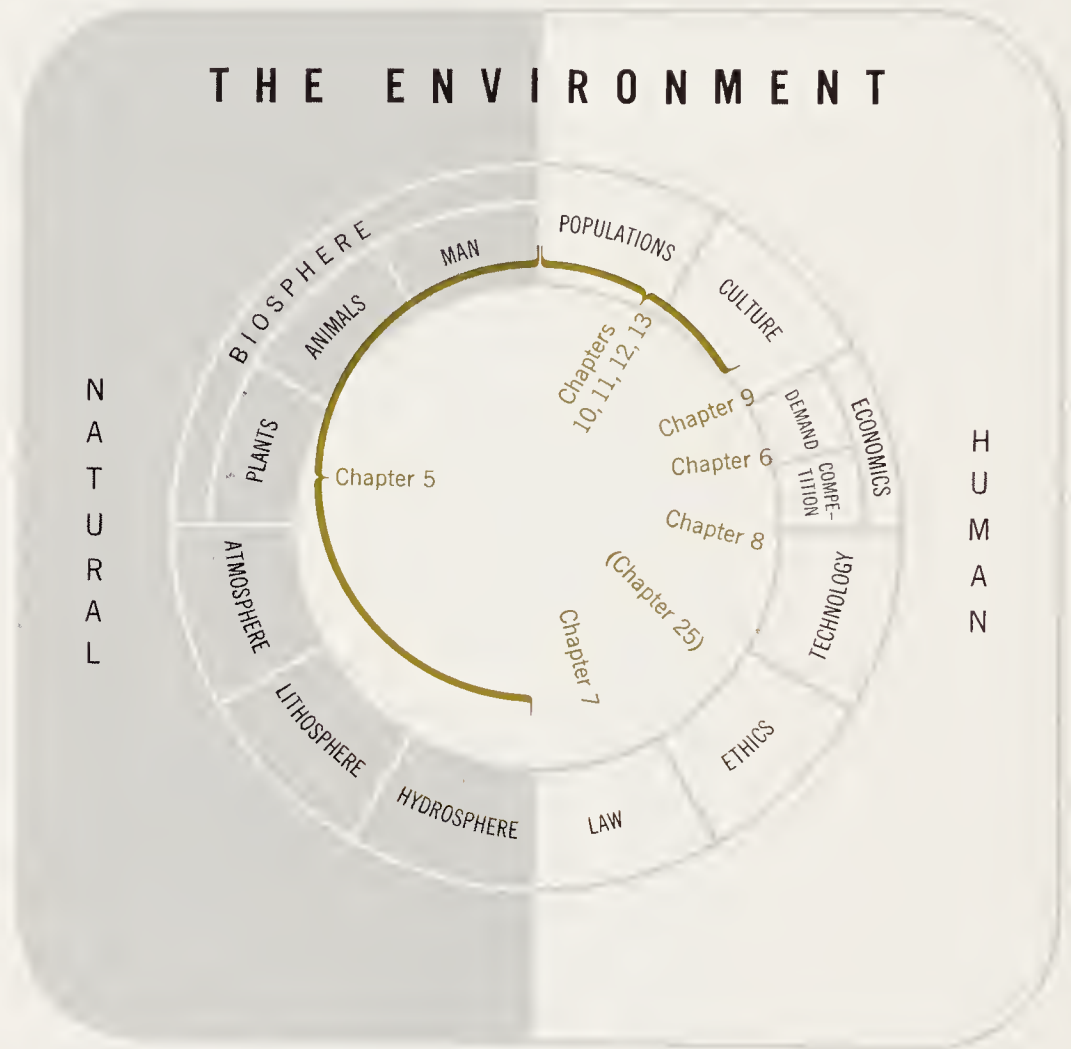 THE ENVIRONMENT
NATURAL
HUMAN
BIOSPHERE
MAN
ANIMALS
PLANTS
ATMOSPHERE
LITHOSPHERE
HYDROSPHERE
POPULATIONS
CULTURE
ECONOMICS
DEMAND
COMPE-
TITION
TECHNOLOGY
ETHICS
LAW
Chapter 5
Chapters
10, 11, 12, 13
Chapter 9
Chapter 6
Chapter 8
(Chapter 25)
Chapter 7